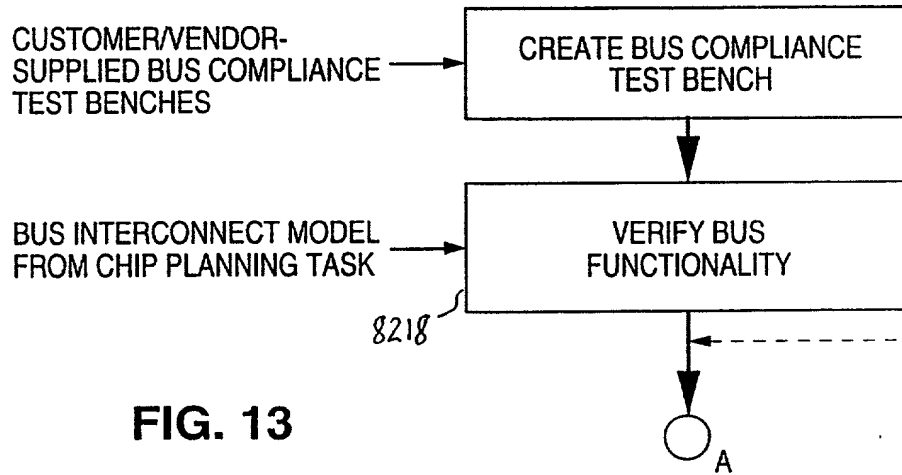 CUSTOMER/VENDOR-
SUPPLIED BUS COMPLIANCE
TEST BENCHES
CREATE BUS COMPLIANCE
TEST BENCH
BUS INTERCONNECT MODEL
FROM CHIP PLANNING TASK
VERIFY BUS
FUNCTIONALITY
8218
FIG. 13
A